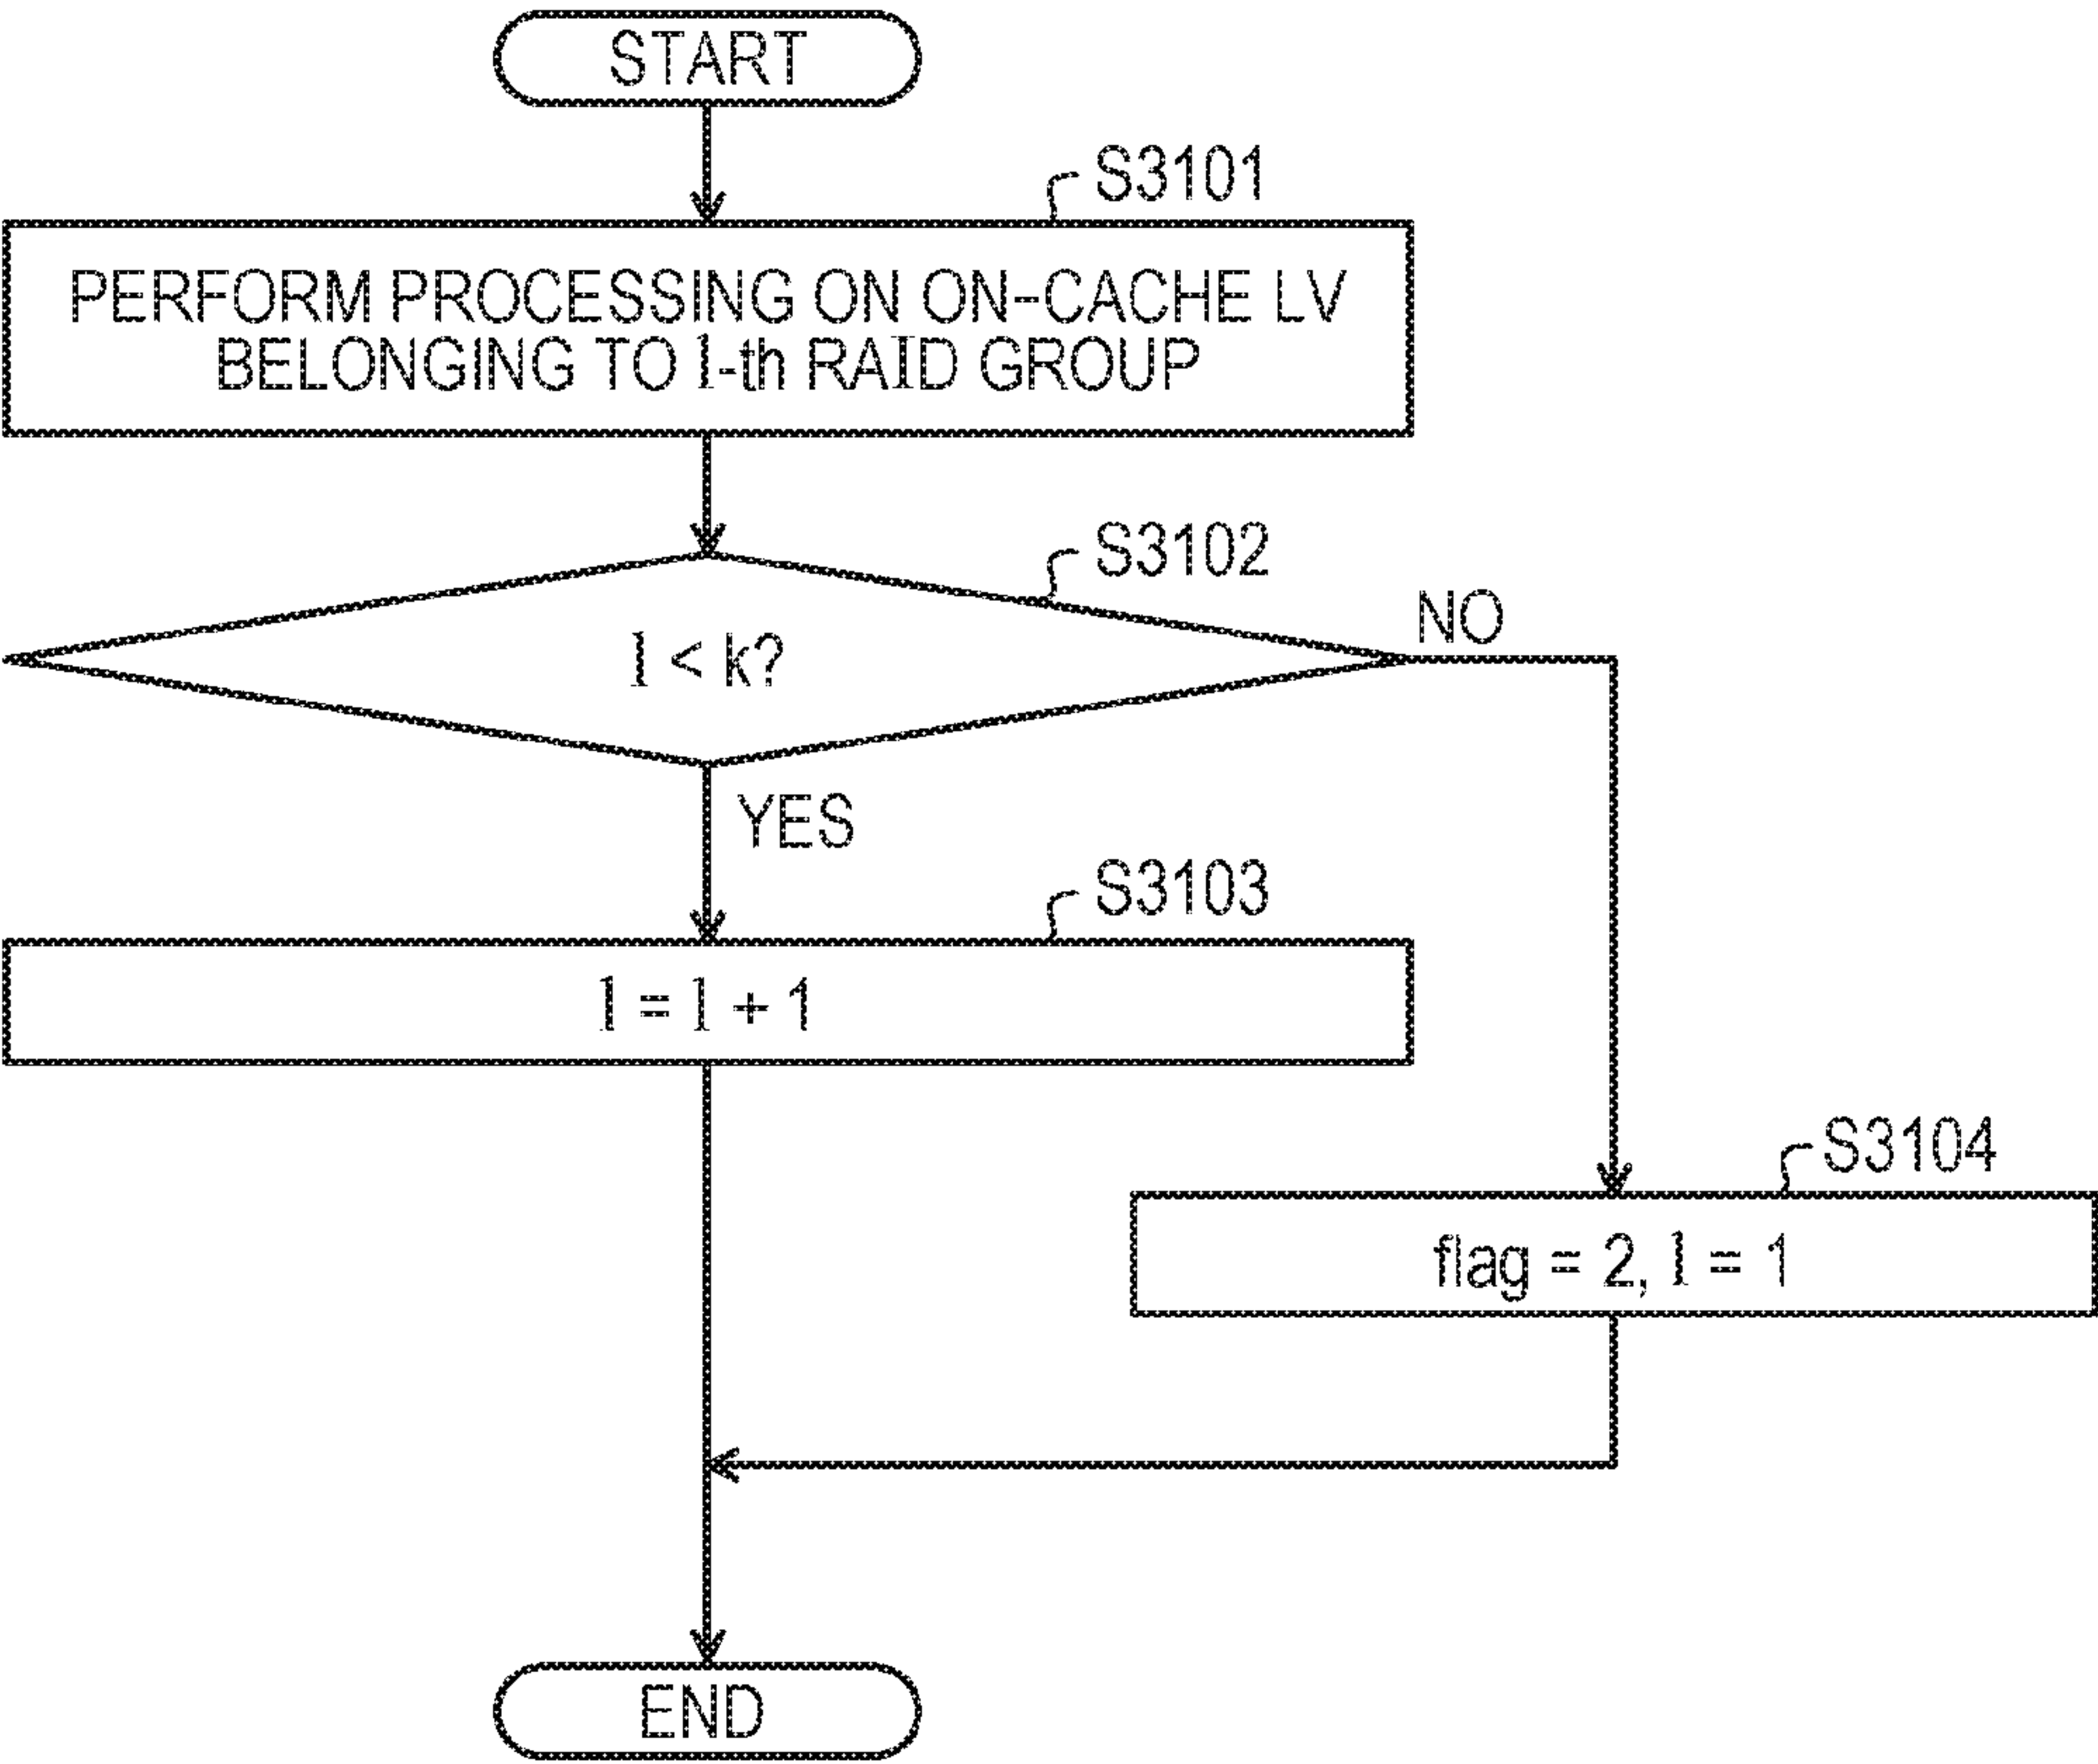 START
S3101
PERFORM PROCESSING ON ON-CACHE LV
BELONGING TO l-th RAID GROUP
S3102
l < k?
NO
YES
S3103
l = l + 1
S3104
flag = 2, l = 1
END